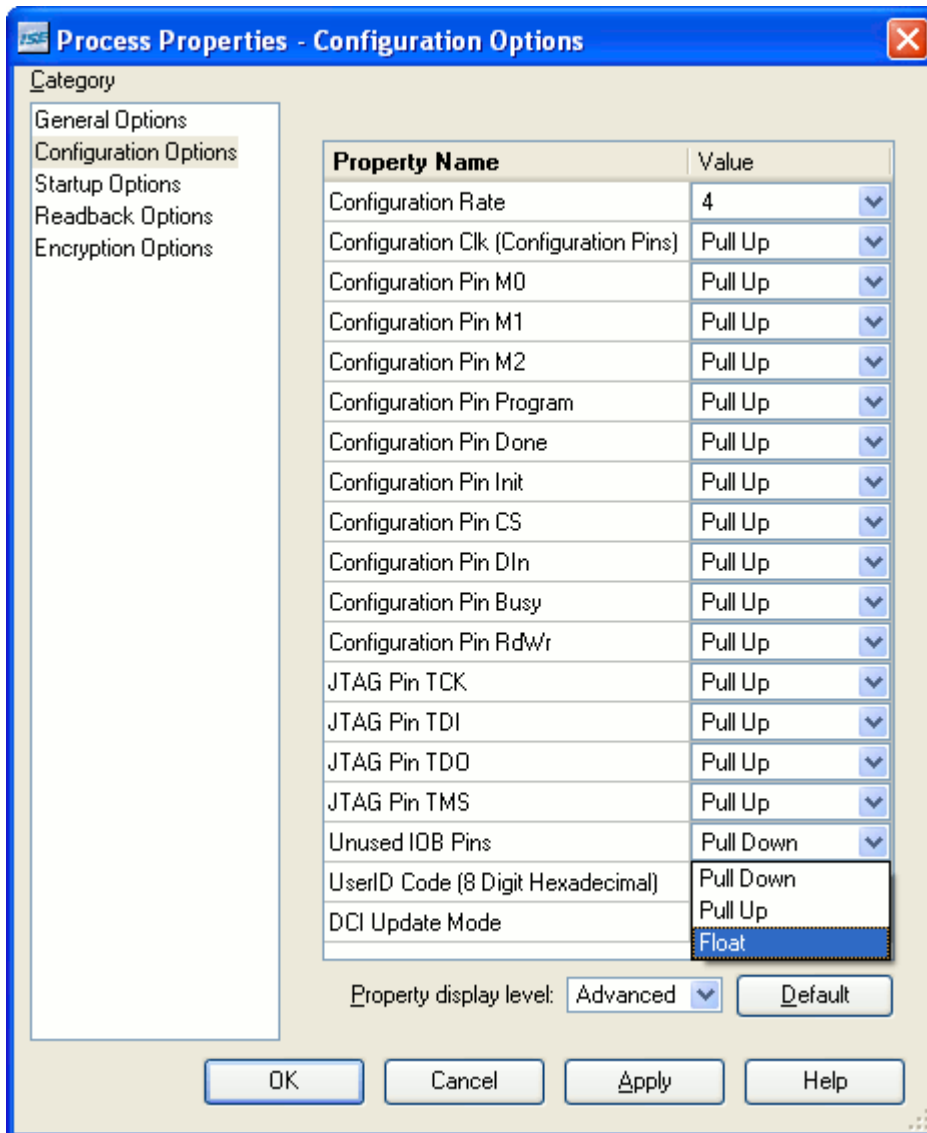 ISE Process Properties - Configuration Options
Category
General Options
Configuration Options
Startup Options
Readback Options
Encryption Options
Property Name Value
Configuration Rate 4
Configuration Clk (Configuration Pins) Pull Up
Configuration Pin M0 Pull Up
Configuration Pin M1 Pull Up
Configuration Pin M2 Pull Up
Configuration Pin Program Pull Up
Configuration Pin Done Pull Up
Configuration Pin Init Pull Up
Configuration Pin CS Pull Up
Configuration Pin DIn Pull Up
Configuration Pin Busy Pull Up
Configuration Pin RdWr Pull Up
JTAG Pin TCK Pull Up
JTAG Pin TDI Pull Up
JTAG Pin TDO Pull Up
JTAG Pin TMS Pull Up
Unused IOB Pins Pull Down
UserID Code (8 Digit Hexadecimal) Pull Down
Pull Up
DCI Update Mode
Float
Property display level: Advanced Default
OK Cancel Apply Help